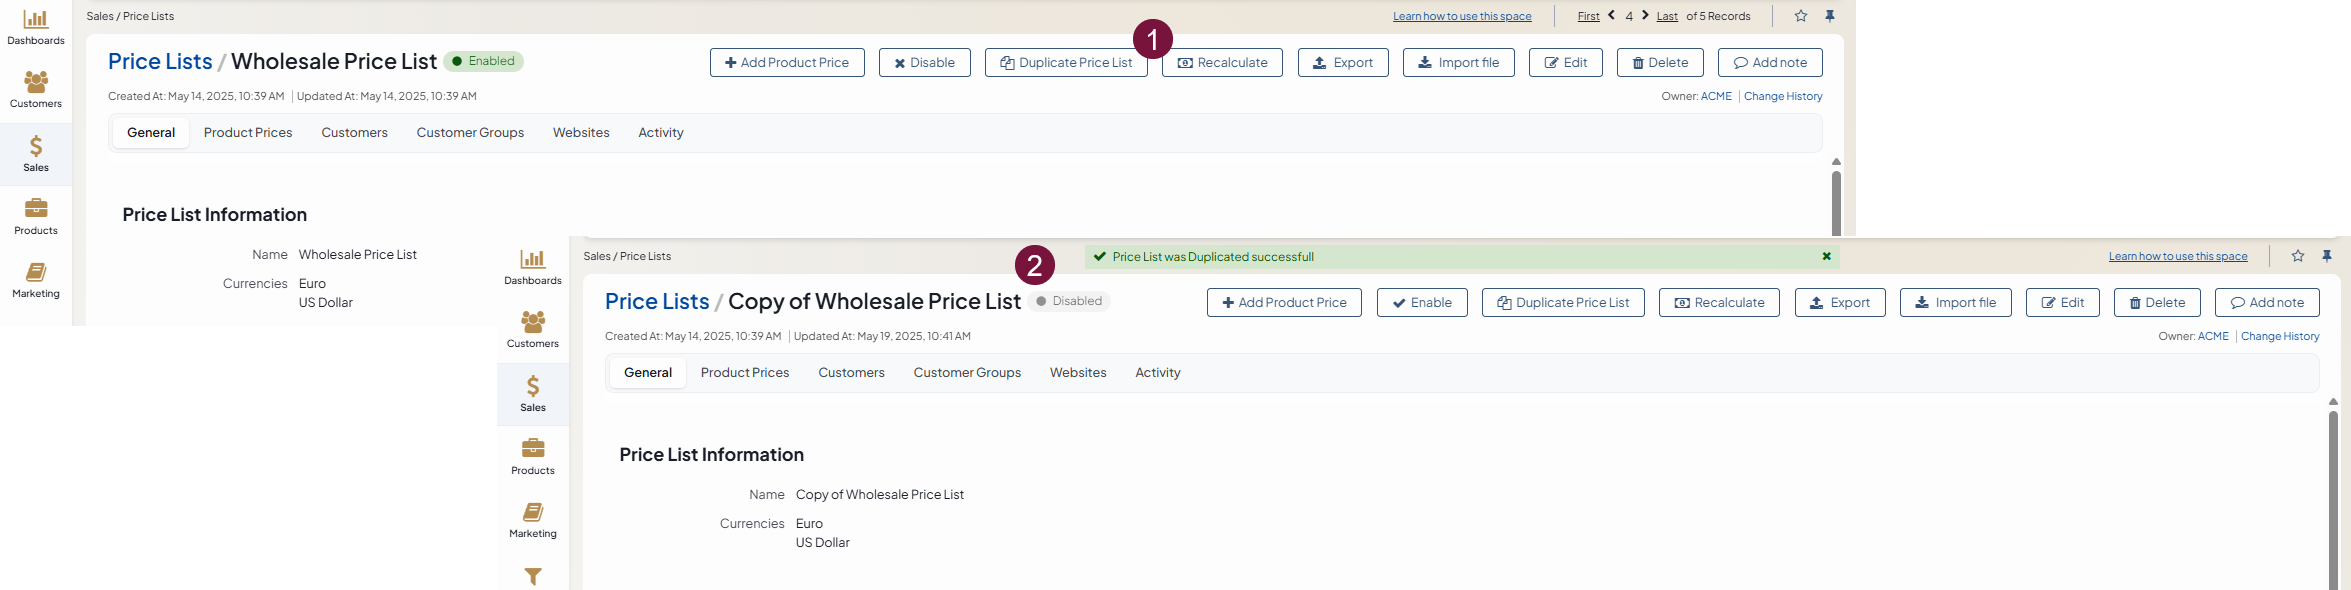 Dashboards
Customers
Sales
Products
Marketing
Sales / Price Lists
Learn how to use this space
First 4 Last of 5 Records
1
Price Lists / Wholesale Price List Enabled
Add Product Price Disable Duplicate Price List Recalculate Export Import file Edit Delete Add note
Created At: May 14, 2025, 10:39 AM Updated At: May 14, 2025, 10:39 AM
Owner: ACME Change History
General Product Prices Customers Customer Groups Websites Activity
Price List Information
Name Wholesale Price List
Currencies Euro
US Dollar
Dashboards
Customers
Sales
Products
Marketing
Sales / Price Lists
2
Price List was Duplicated successfull
Learn how to use this space
Price Lists / Copy of Wholesale Price List Disabled
Add Product Price Enable Duplicate Price List Recalculate Export Import file Edit Delete Add note
Created At: May 14, 2025, 10:39 AM Updated At: May 19, 2025, 10:41 AM
Owner: ACME Change History
General Product Prices Customers Customer Groups Websites Activity
Price List Information
Name Copy of Wholesale Price List
Currencies Euro
US Dollar